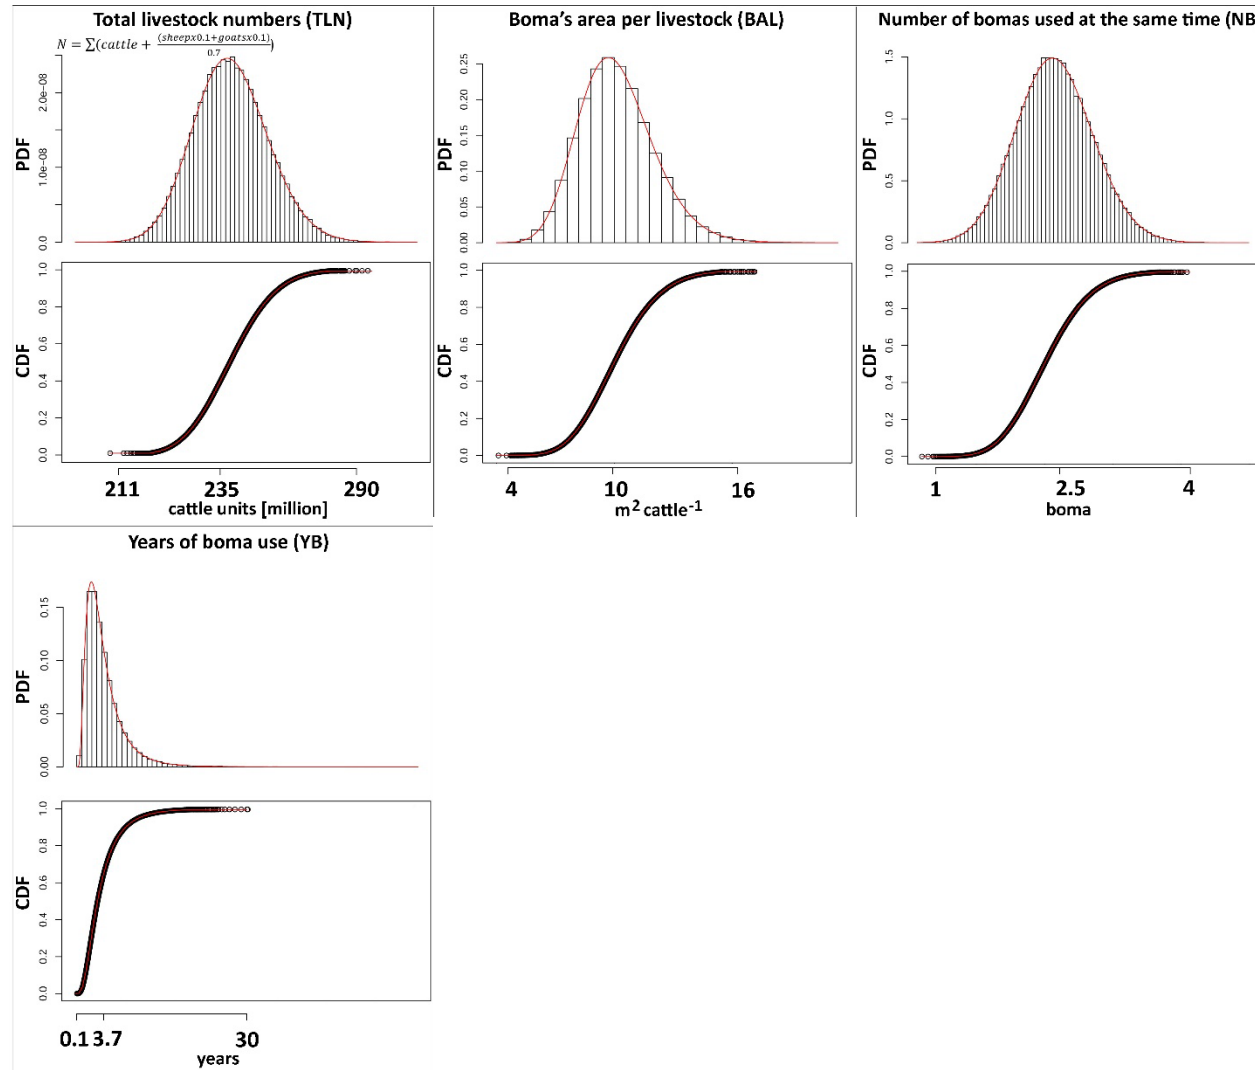 Total livestock numbers (TLN)
N = ∑(cattle + (sheepx0.1+goatsx0.1)/0.7)
PDF
2.0e-08
1.0e-08
0.0
CDF
1.0
0.8
0.6
0.4
0.2
0.0
211 235 290
cattle units [million]
Boma's area per livestock (BAL)
PDF
0.25
0.20
0.15
0.10
0.05
0.00
CDF
1.0
0.8
0.6
0.4
0.2
0.0
4 10 16
m² cattle⁻¹
Number of bomas used at the same time (NB
PDF
1.5
1.0
0.5
0.0
CDF
1.0
0.8
0.6
0.4
0.2
0.0
1 2.5 4
boma
Years of boma use (YB)
PDF
0.15
0.10
0.05
0.00
CDF
1.0
0.8
0.6
0.4
0.2
0.0
0.1 3.7 30
years